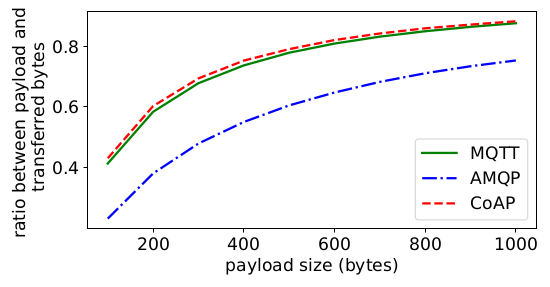 ratio between payload and
transferred bytes
0.8
0.6
0.4
MQTT
AMQP
CoAP
200 400 600 800 1000
payload size (bytes)